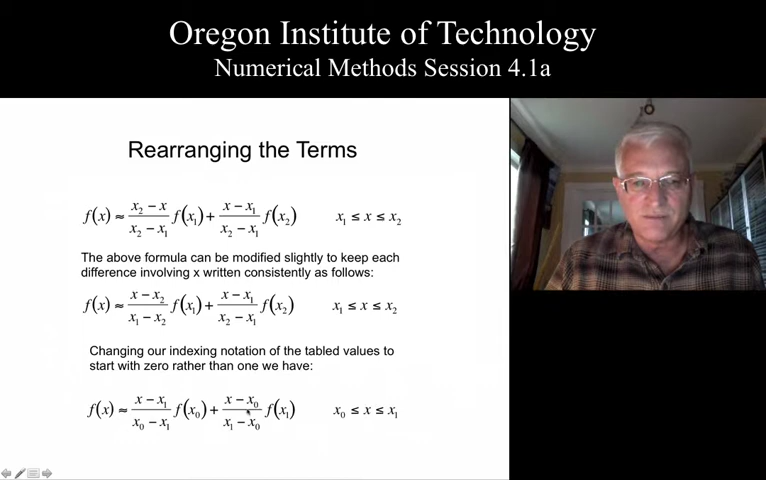 Oregon Institute of Technology
Numerical Methods Session 4.1a
Rearranging the Terms
f(x) ≈ (x₂ − x)/(x₂ − x₁) f(x₁) + (x − x₁)/(x₂ − x₁) f(x₂)    x₁ ≤ x ≤ x₂
The above formula can be modified slightly to keep each
difference involving x written consistently as follows:
f(x) ≈ (x − x₂)/(x₁ − x₂) f(x₁) + (x − x₁)/(x₂ − x₁) f(x₂)    x₁ ≤ x ≤ x₂
Changing our indexing notation of the tabled values to
start with zero rather than one we have:
f(x) ≈ (x − x₁)/(x₀ − x₁) f(x₀) + (x − x₀)/(x₁ − x₀) f(x₁)    x₀ ≤ x ≤ x₁